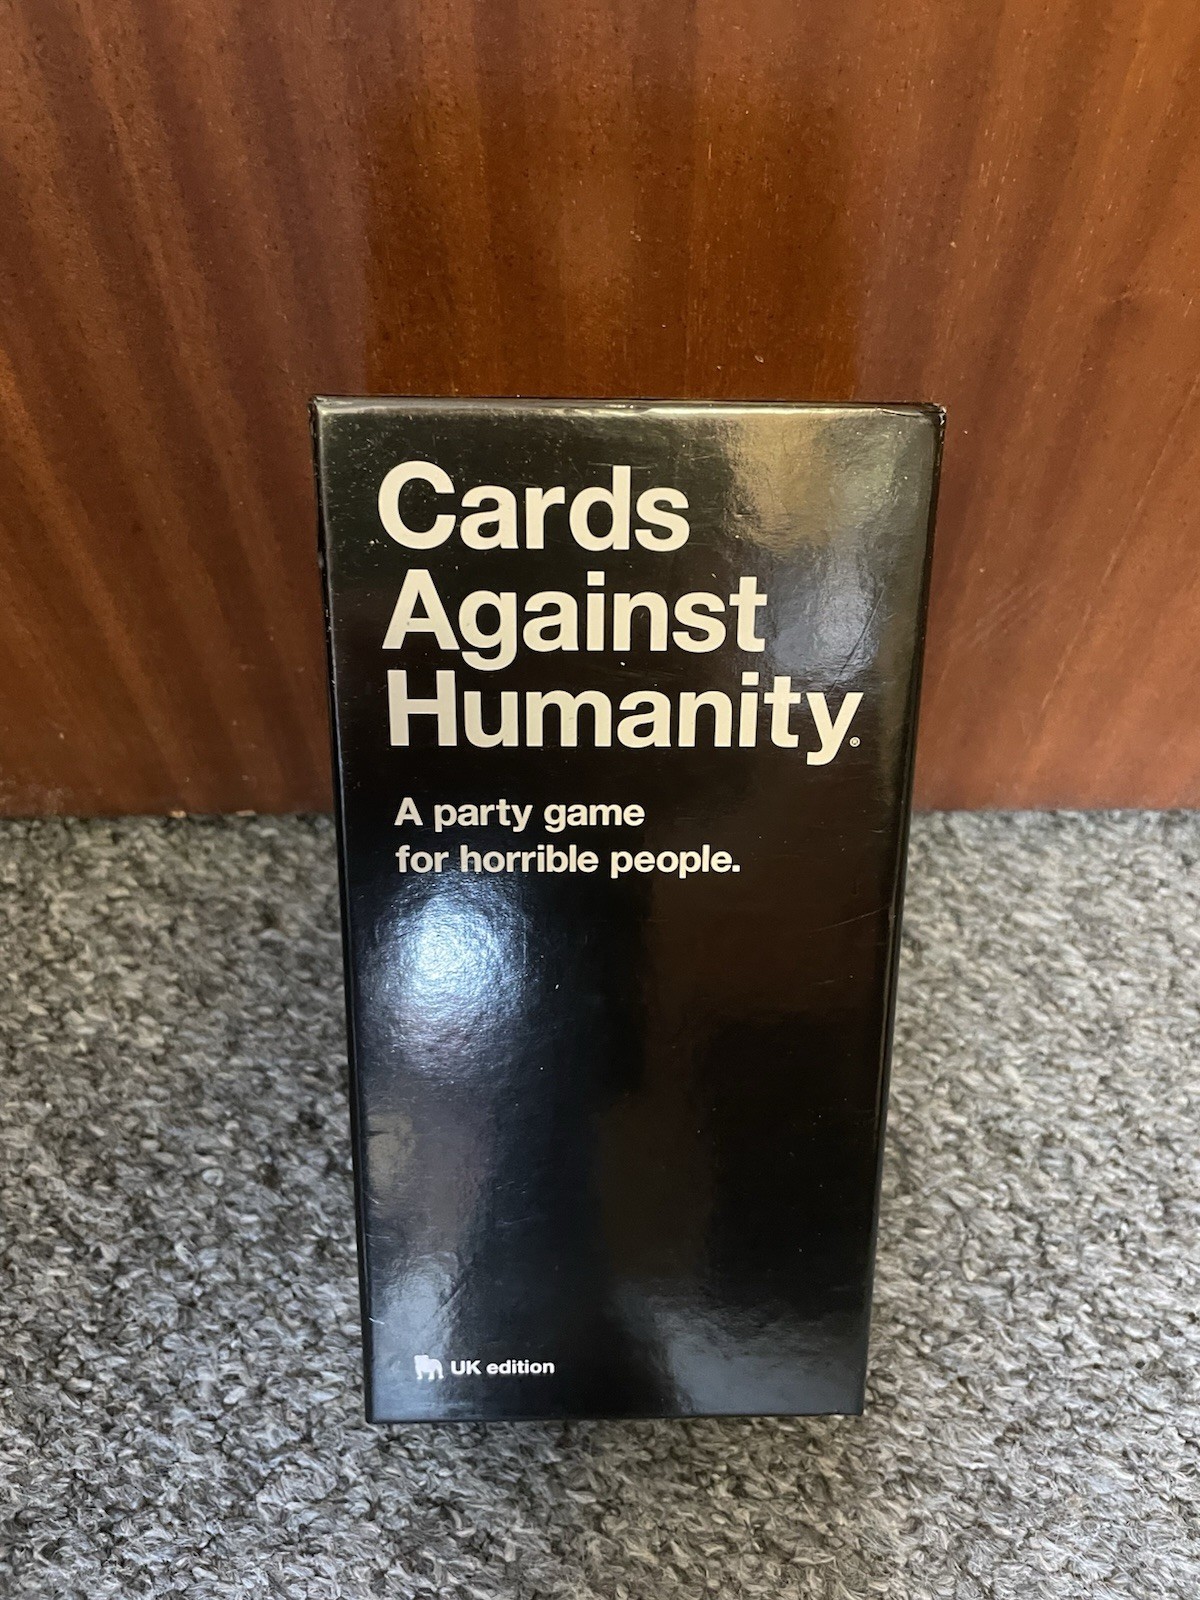 Cards
Against
Humanity®
A party game
for horrible people.
UK edition